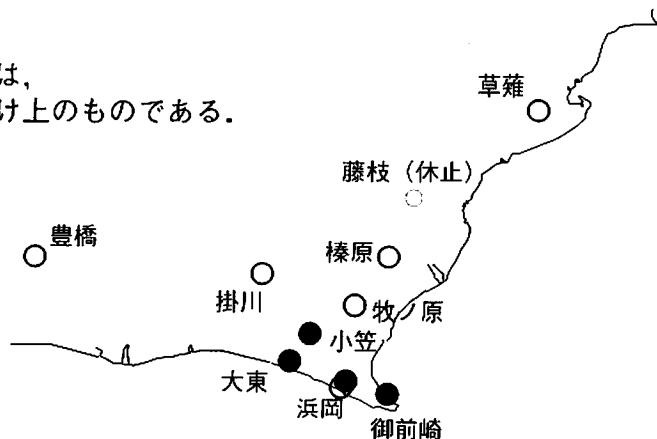 は,
け上のものである.
草薙
藤枝（休止）
豊橋
榛原
掛川
牧ノ原
小笠
大東
浜岡
御前崎